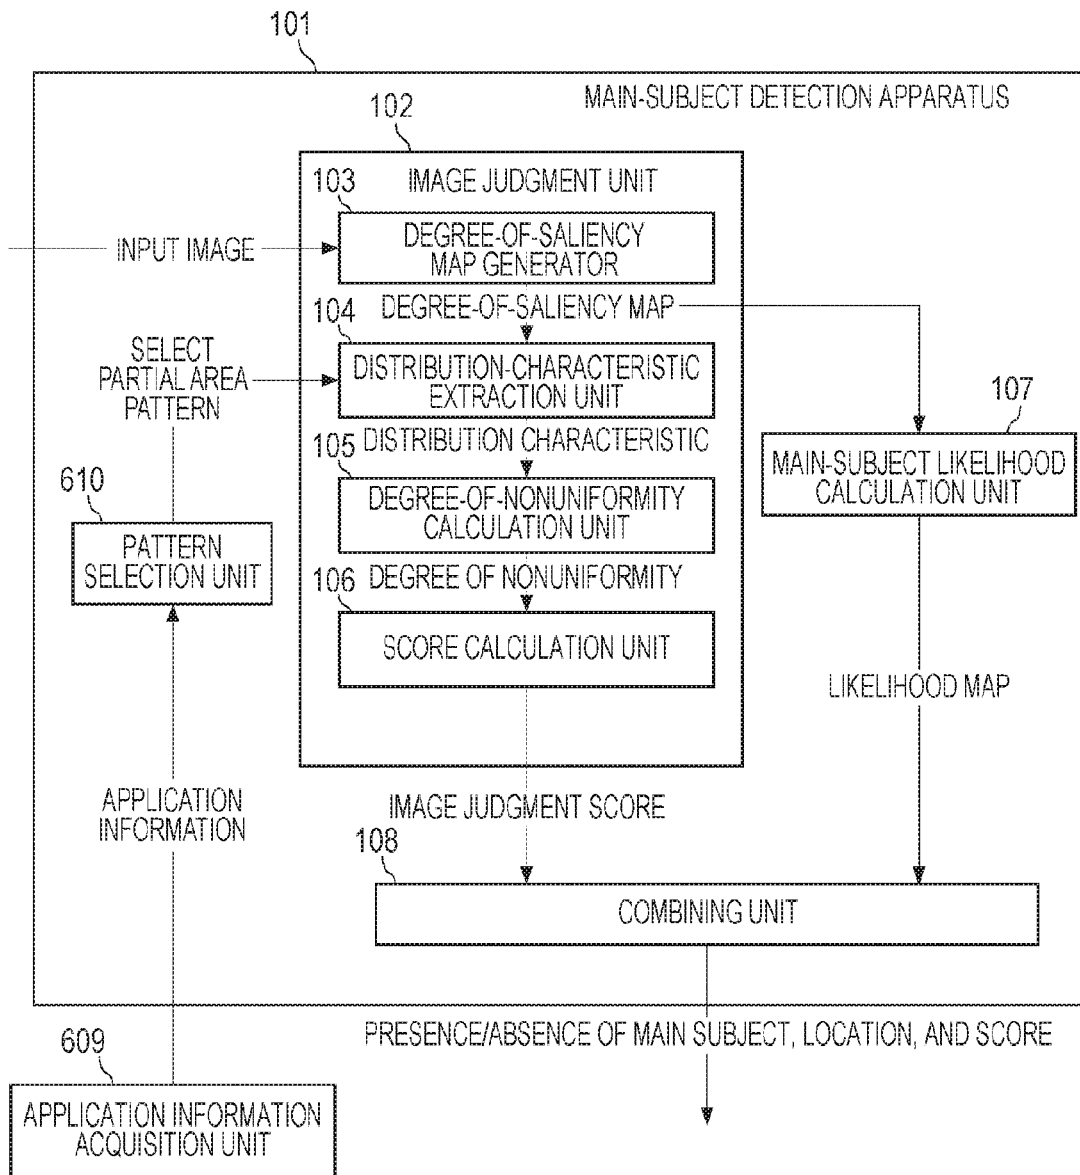 101
MAIN-SUBJECT DETECTION APPARATUS
102
IMAGE JUDGMENT UNIT
103
DEGREE-OF-SALIENCY
MAP GENERATOR
INPUT IMAGE
DEGREE-OF-SALIENCY MAP
104
DISTRIBUTION-CHARACTERISTIC
EXTRACTION UNIT
SELECT
PARTIAL AREA
PATTERN
DISTRIBUTION CHARACTERISTIC
105
DEGREE-OF-NONUNIFORMITY
CALCULATION UNIT
107
MAIN-SUBJECT LIKELIHOOD
CALCULATION UNIT
610
PATTERN
SELECTION UNIT
DEGREE OF NONUNIFORMITY
106
SCORE CALCULATION UNIT
LIKELIHOOD MAP
APPLICATION
INFORMATION
IMAGE JUDGMENT SCORE
108
COMBINING UNIT
PRESENCE/ABSENCE OF MAIN SUBJECT, LOCATION, AND SCORE
609
APPLICATION INFORMATION
ACQUISITION UNIT